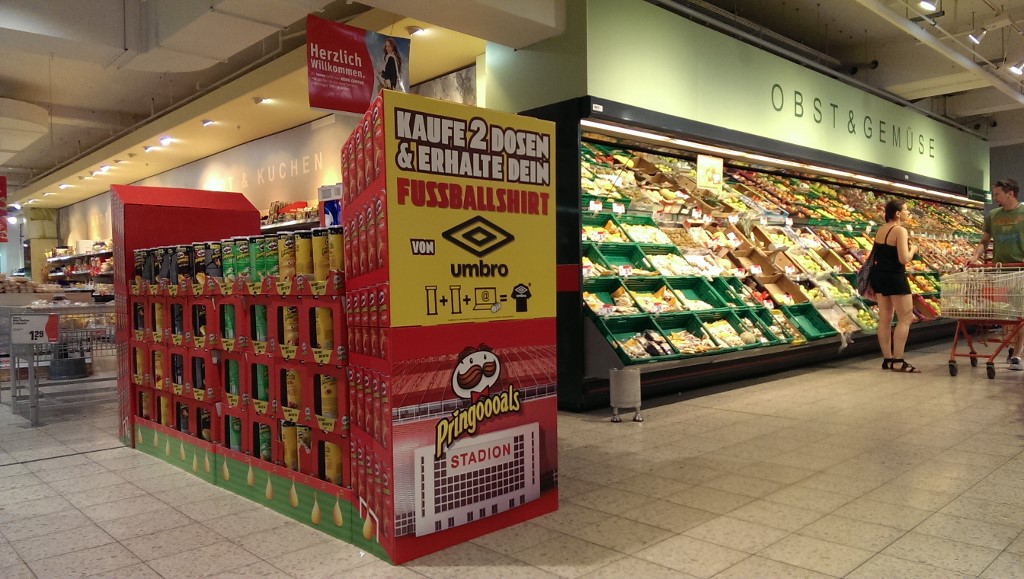 Herzlich
Willkommen.
KAUFE 2 DOSEN
& ERHALTE DEIN
FUSSBALLSHIRT
VON
umbro
+ + @ =
Pringoooals
STADION
OBST & GEMÜSE
& KUCHEN
1.29